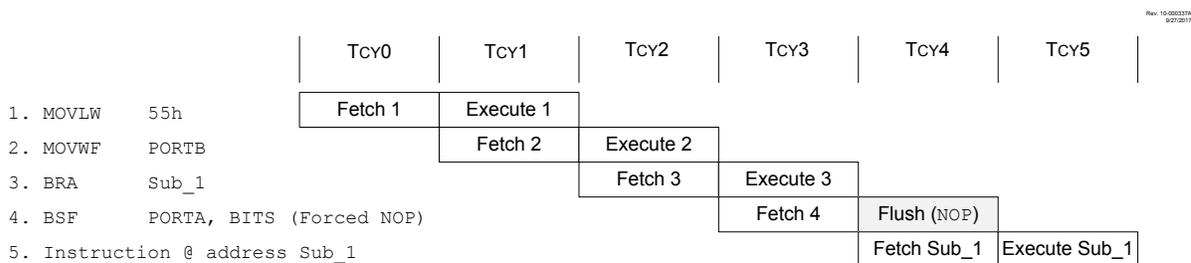 Rev. 10-000337A
9/27/2017
TCY0 TCY1 TCY2 TCY3 TCY4 TCY5
1. MOVLW 55h Fetch 1 Execute 1
2. MOVWF PORTB Fetch 2 Execute 2
3. BRA Sub_1 Fetch 3 Execute 3
4. BSF PORTA, BITS (Forced NOP) Fetch 4 Flush (NOP)
5. Instruction @ address Sub_1 Fetch Sub_1 Execute Sub_1